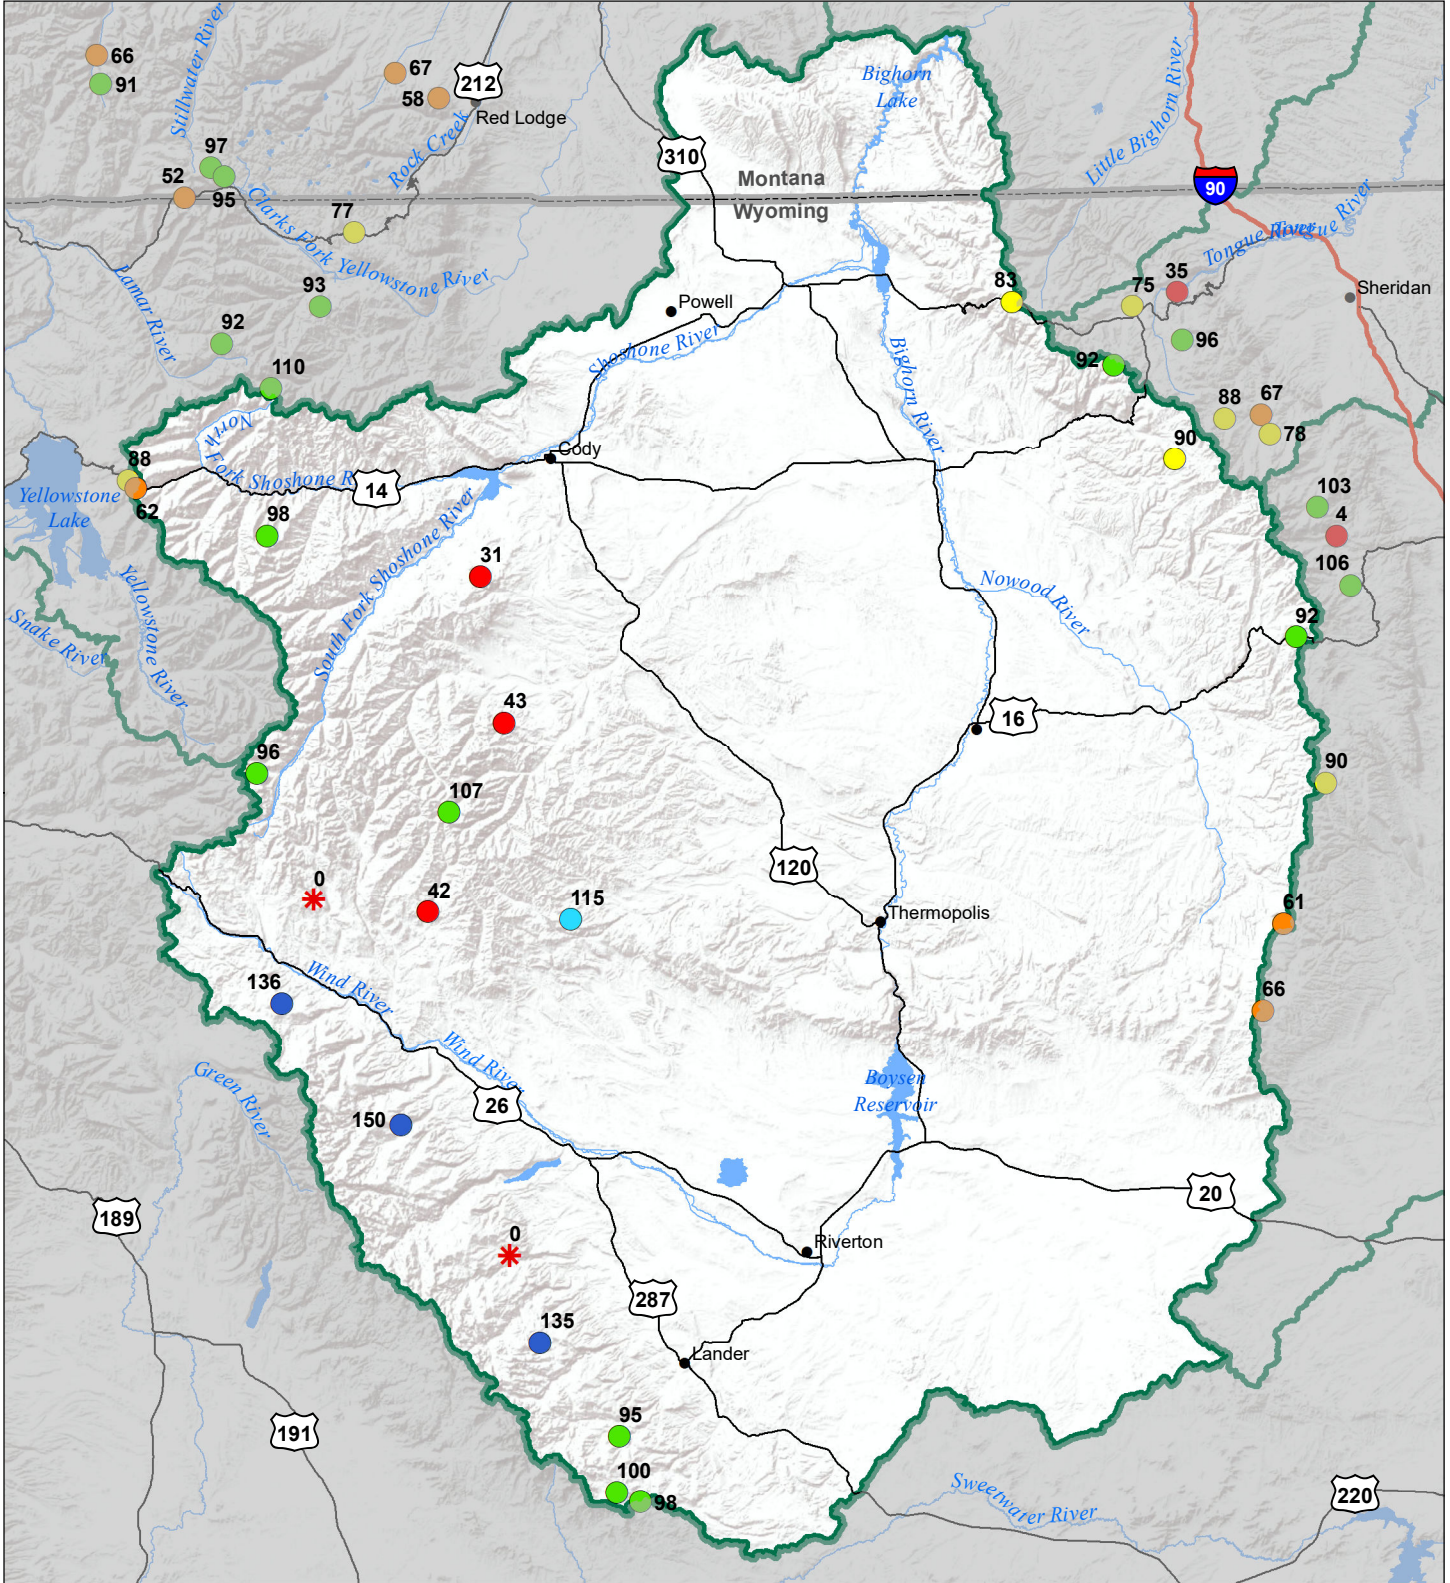 66
91
Stillwater River
67
58
212
Red Lodge
Rock Creek
97
95
52
77
Clarks Fork Yellowstone River
93
92
Lamar River
110
310
Montana
Wyoming
Bighorn
Lake
Little Bighorn River
90
Tongue River
Tongue River
Sheridan
83
75
35
96
92
88
67
78
90
103
4
106
92
Powell
Shoshone River
Bighorn River
Cody
North
Fork Shoshone R
14
88
62
Yellowstone
Lake
98
31
South Fork Shoshone River
Yellowstone River
Snake River
Nowood River
43
16
96
107
90
120
0
42
115
Thermopolis
61
66
136
Wind River
Wind River
26
Green River
150
Boysen
Reservoir
20
189
0
Riverton
287
135
Lander
191
95
100
98
Sweetwater River
220